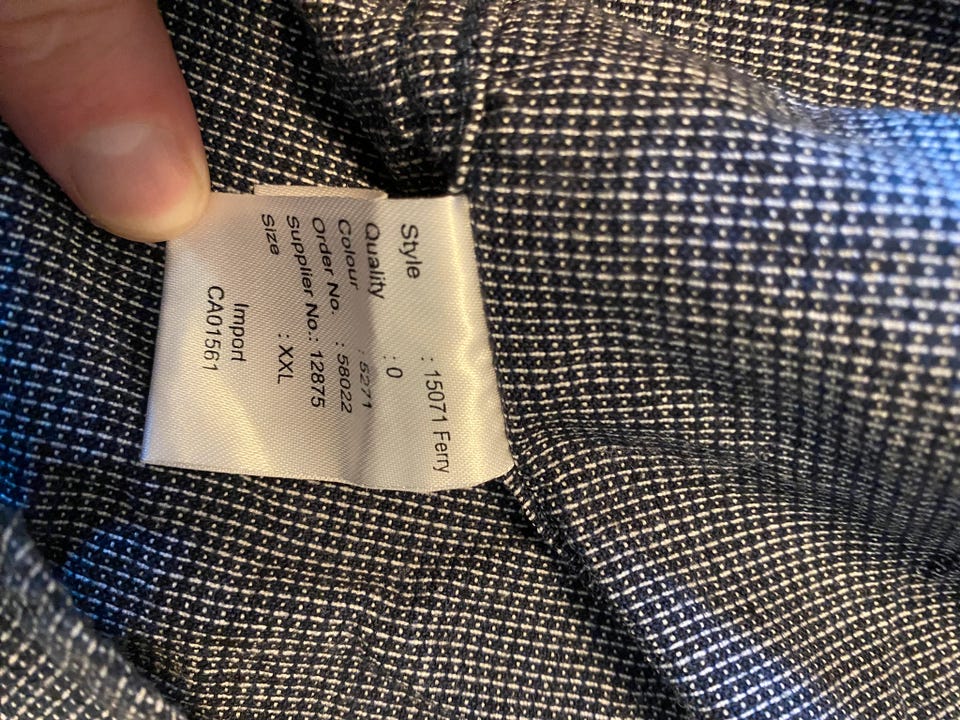 Style : 15071 Ferry
Quality : 0
Colour : 5271
Order No. : 58022
Supplier No.: 12875
Size : XXL
Import
CA01561